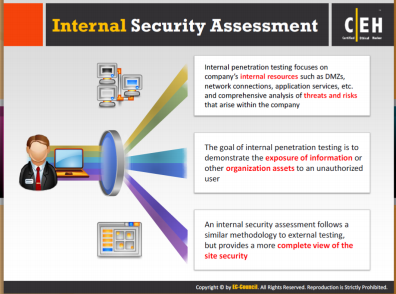 Internal Security Assessment
C|EH
Certified Ethical Hacker
Internal penetration testing focuses on
company's internal resources such as DMZs,
network connections, application services, etc.
and comprehensive analysis of threats and risks
that arise within the company
The goal of internal penetration testing is to
demonstrate the exposure of information or
other organization assets to an unauthorized
user
An internal security assessment follows a
similar methodology to external testing,
but provides a more complete view of the
site security
Copyright © by EC-Council. All Rights Reserved. Reproduction is Strictly Prohibited.